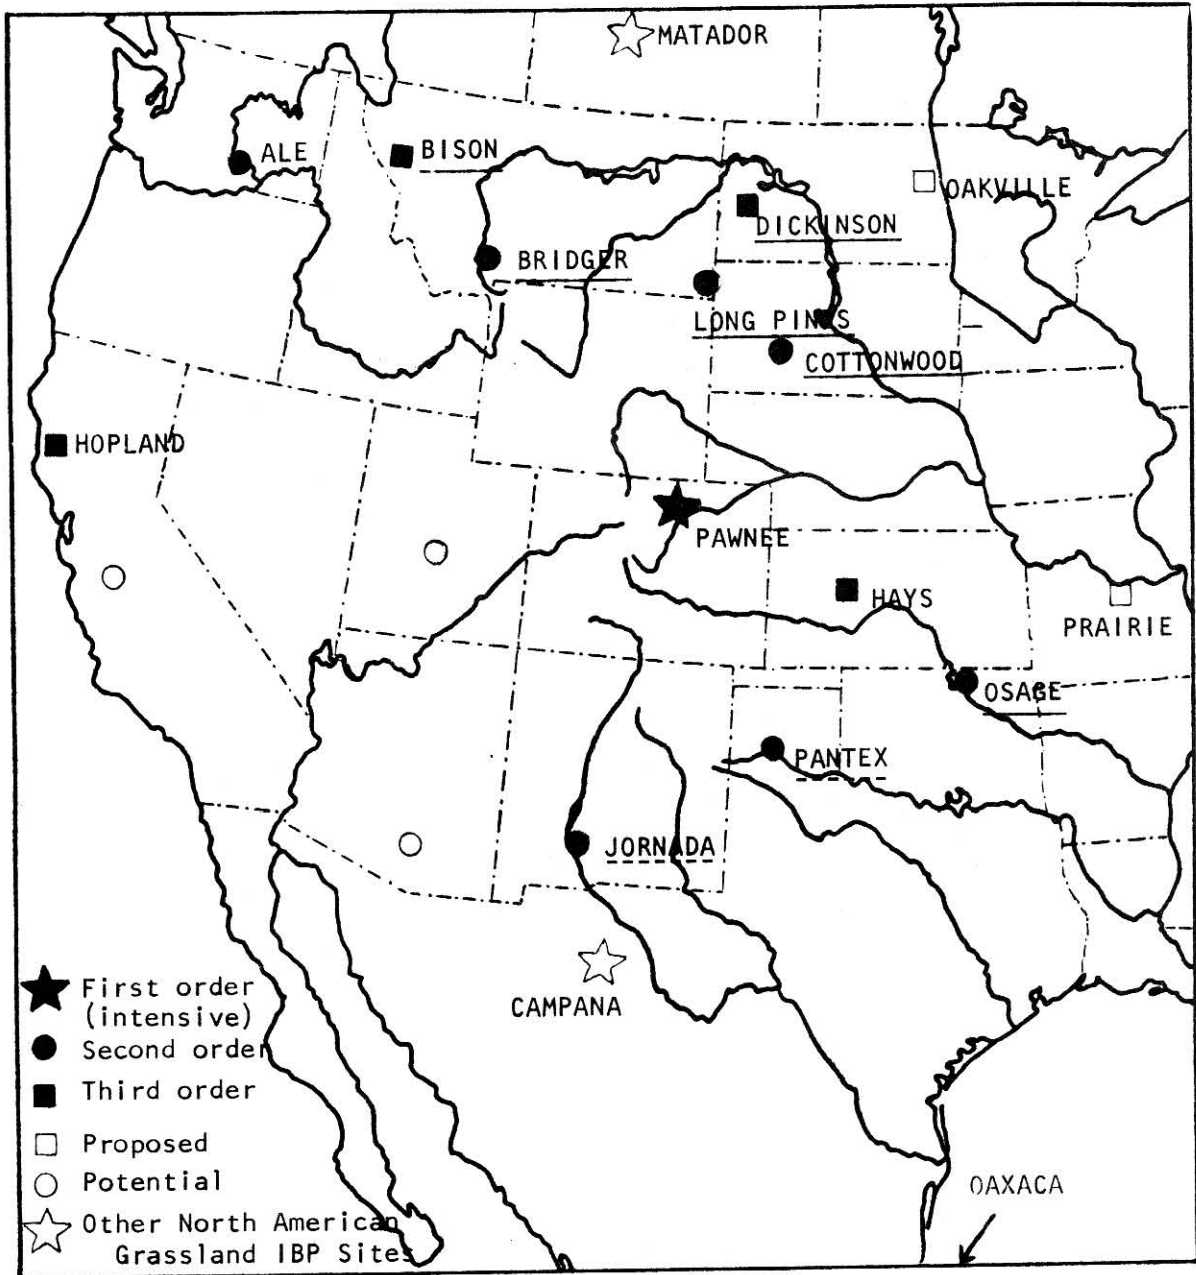 MATADOR
ALE
BISON
OAKVILLE
DICKINSON
BRIDGER
LONG PINES
COTTONWOOD
HOPLAND
PAWNEE
HAYS
PRAIRIE
OSAGE
PANTEX
JORNADA
CAMPANA
First order
(intensive)
Second order
Third order
Proposed
Potential
Other North American
Grassland IBP Sites
OAXACA